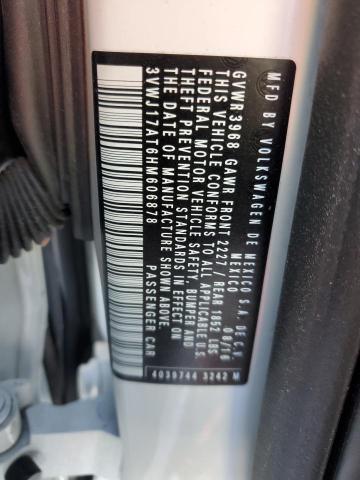 MFD BY VOLKSWAGEN DE MEXICO S.A. DE C.V.
MEXICO 08/16
GVWR 3968 GAWR FRONT 2227 / REAR 1852 LBS
THIS VEHICLE CONFORMS TO ALL APPLICABLE U.S.
FEDERAL MOTOR VEHICLE SAFETY, BUMPER AND
THEFT PREVENTION STANDARDS IN EFFECT ON
THE DATE OF MANUFACTURE SHOWN ABOVE.
3VWJ17AT6HM606878 PASSENGER CAR
4036744 3242 M